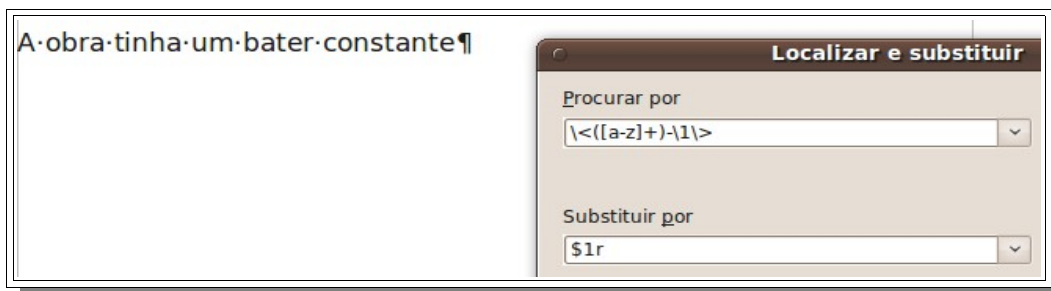 A·obra·tinha·um·bater·constante¶
Localizar e substituir
Procurar por
\<([a-z]+)-\1\>
Substituir por
$1r